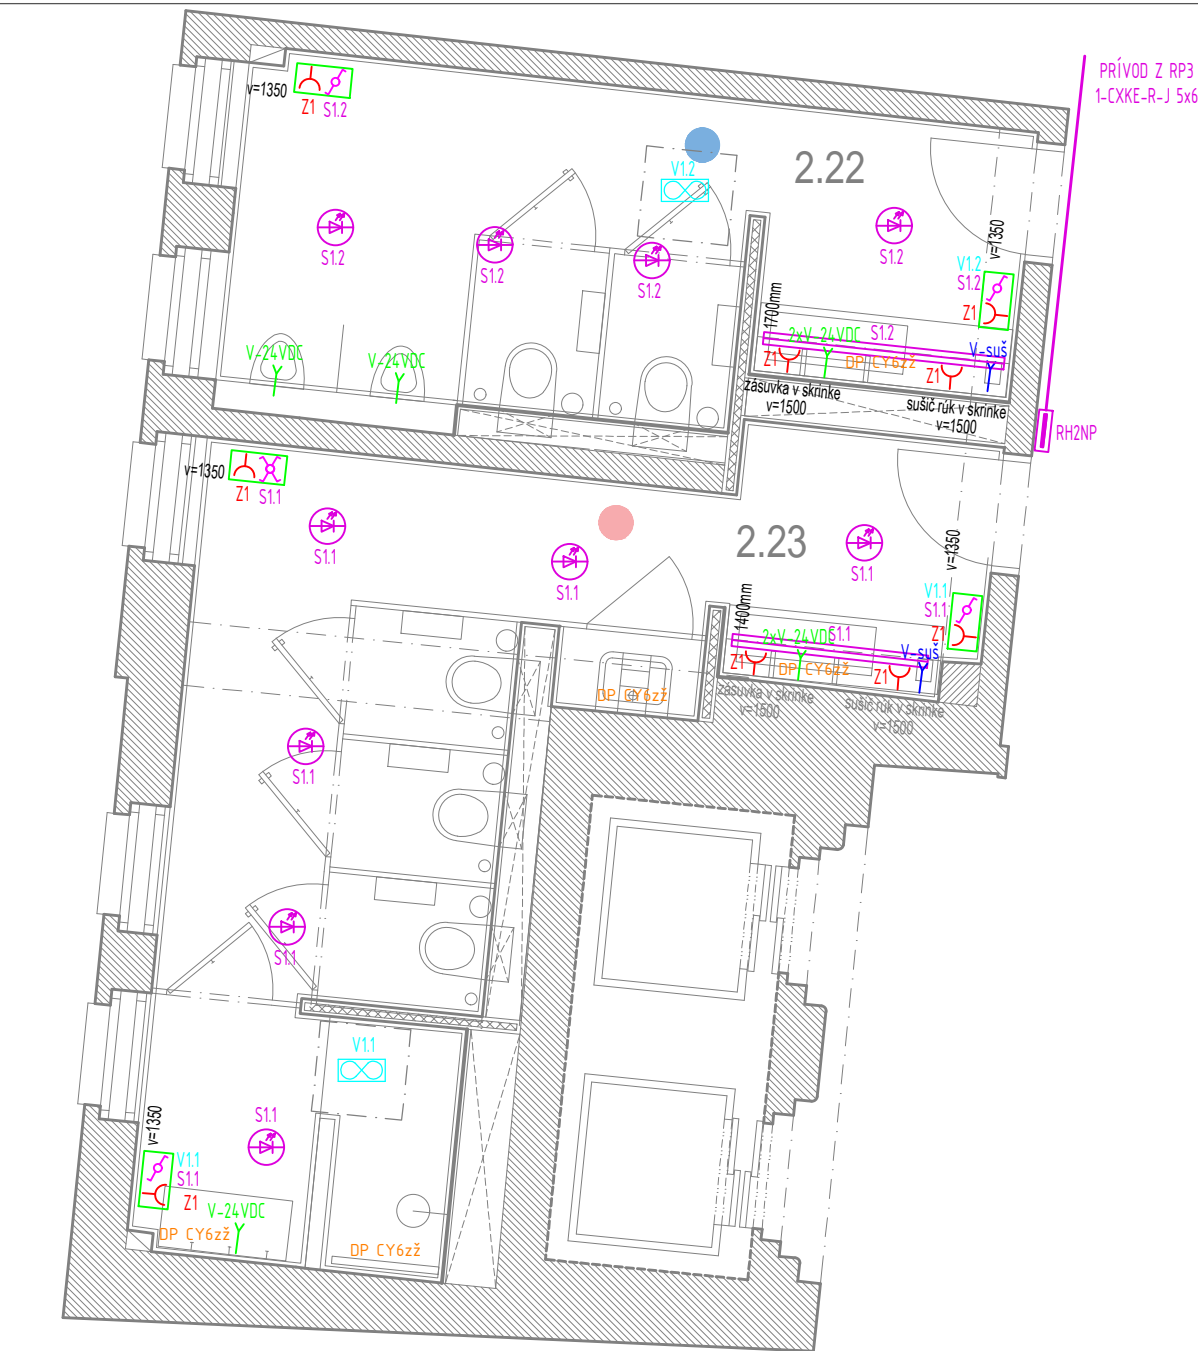 PRÍVOD Z RP3
1-CXKE-R-J 5x6
v=1350
Z1
S1.2
V1.2
2.22
S1.2
S1.2
S1.2
S1.2
v=1350
V1.2
S1.2
Z1
1700mm
2xV-24VDC
S1.2
V-suš
Z1
DP CY6zž
Z1
V-24VDC
V-24VDC
zásuvka v skrinke
v=1500
sušič rúk v skrinke
v=1500
RH2NP
v=1350
Z1
S1.1
2.23
S1.1
S1.1
S1.1
v=1350
V1.1
S1.1
Z1
1400mm
2xV-24VDC
S1.1
V-suš
Z1
DP CY6zž
Z1
DP CY6zž
zásuvka v skrinke
v=1500
sušič rúk v skrinke
v=1500
S1.1
S1.1
V1.1
S1.1
v=1350
V1.1
S1.1
Z1
V-24VDC
DP CY6zž
DP CY6zž